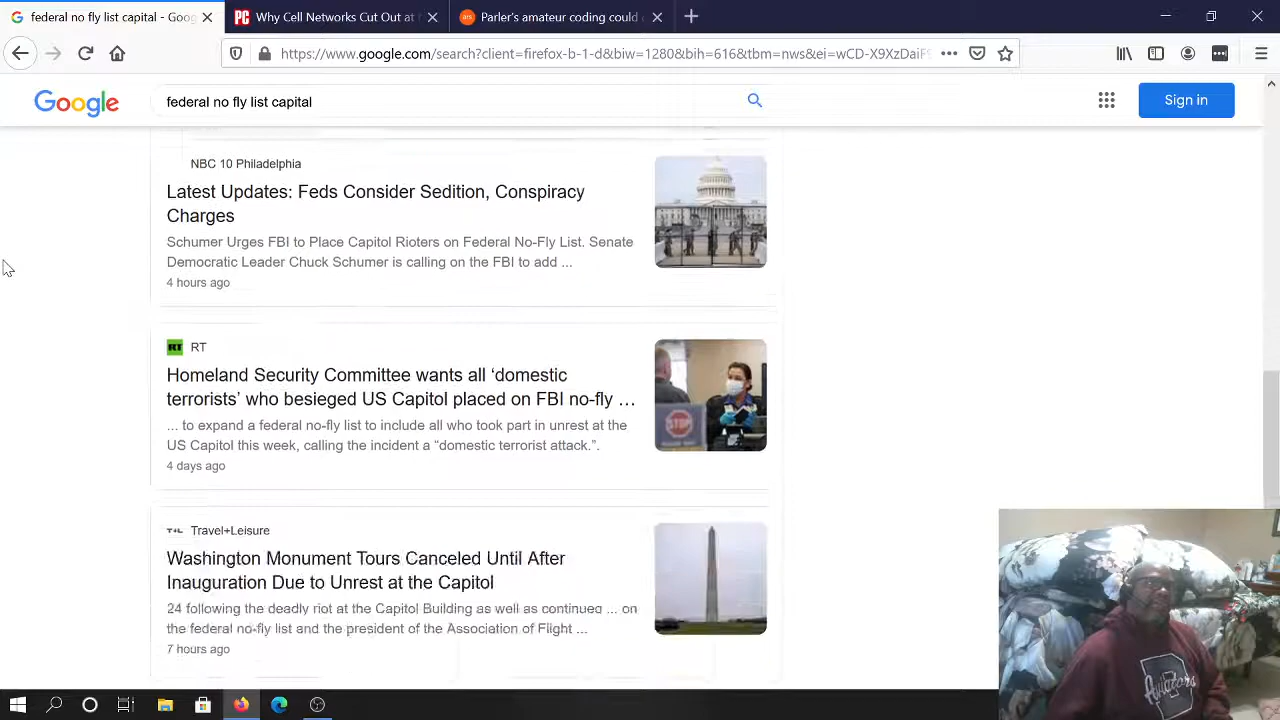 federal no fly list capital - Goog
Why Cell Networks Cut Out at
Parler's amateur coding could
https://www.google.com/search?client=firefox-b-1-d&biw=1280&bih=616&tbm=nws&ei=wCD-X9XzDaiF
Google
federal no fly list capital
Sign in
NBC 10 Philadelphia
Latest Updates: Feds Consider Sedition, Conspiracy
Charges
Schumer Urges FBI to Place Capitol Rioters on Federal No-Fly List. Senate
Democratic Leader Chuck Schumer is calling on the FBI to add ...
4 hours ago
RT RT
Homeland Security Committee wants all ‘domestic
terrorists’ who besieged US Capitol placed on FBI no-fly ...
... to expand a federal no-fly list to include all who took part in unrest at the
US Capitol this week, calling the incident a “domestic terrorist attack.”.
4 days ago
STOP
T+L Travel+Leisure
Washington Monument Tours Canceled Until After
Inauguration Due to Unrest at the Capitol
24 following the deadly riot at the Capitol Building as well as continued ... on
the federal no-fly list and the president of the Association of Flight ...
7 hours ago